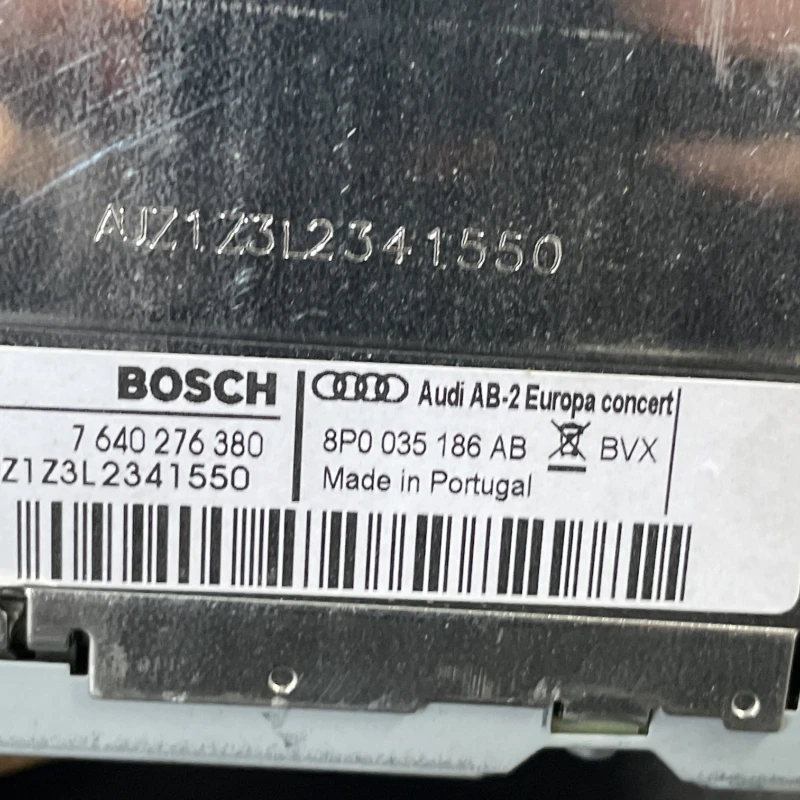 AUZ1Z3L2341550
BOSCH
Audi AB-2 Europa concert
7 640 276 380
8P0 035 186 AB BVX
Z1Z3L2341550
Made in Portugal